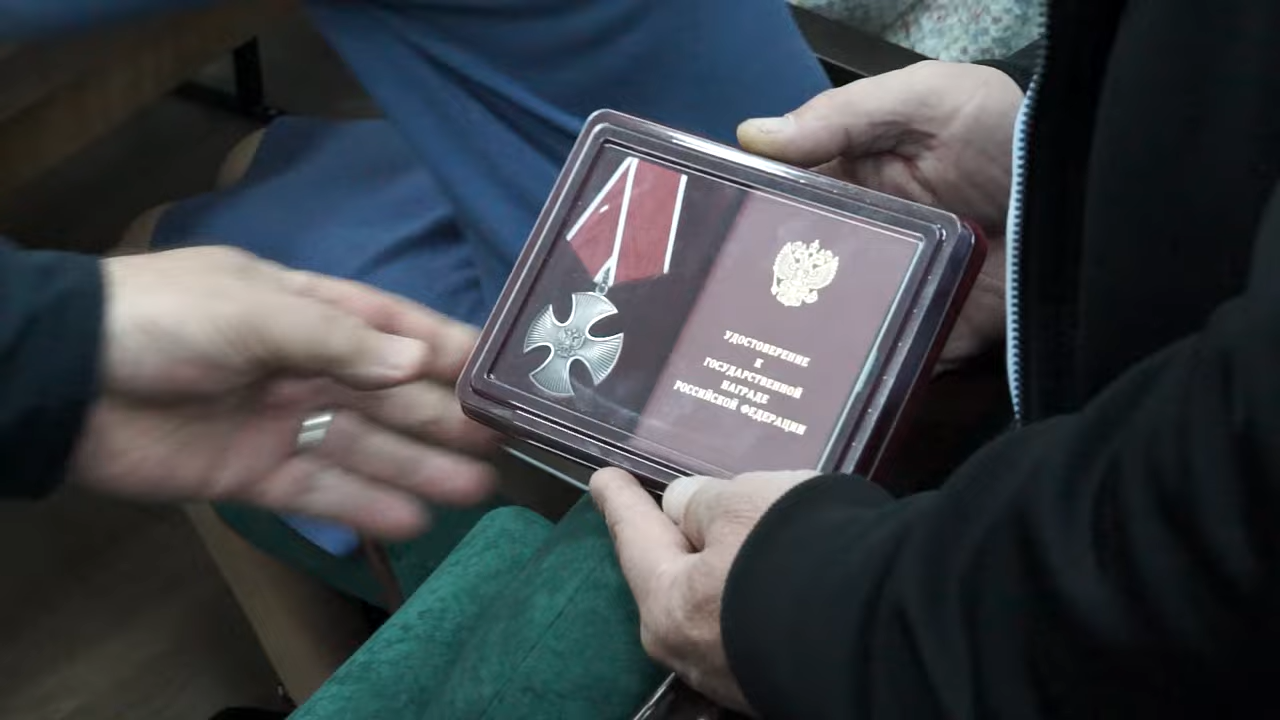 УДОСТОВЕРЕНИЕ
К
ГОСУДАРСТВЕННОЙ
НАГРАДЕ
РОССИЙСКОЙ ФЕДЕРАЦИИ